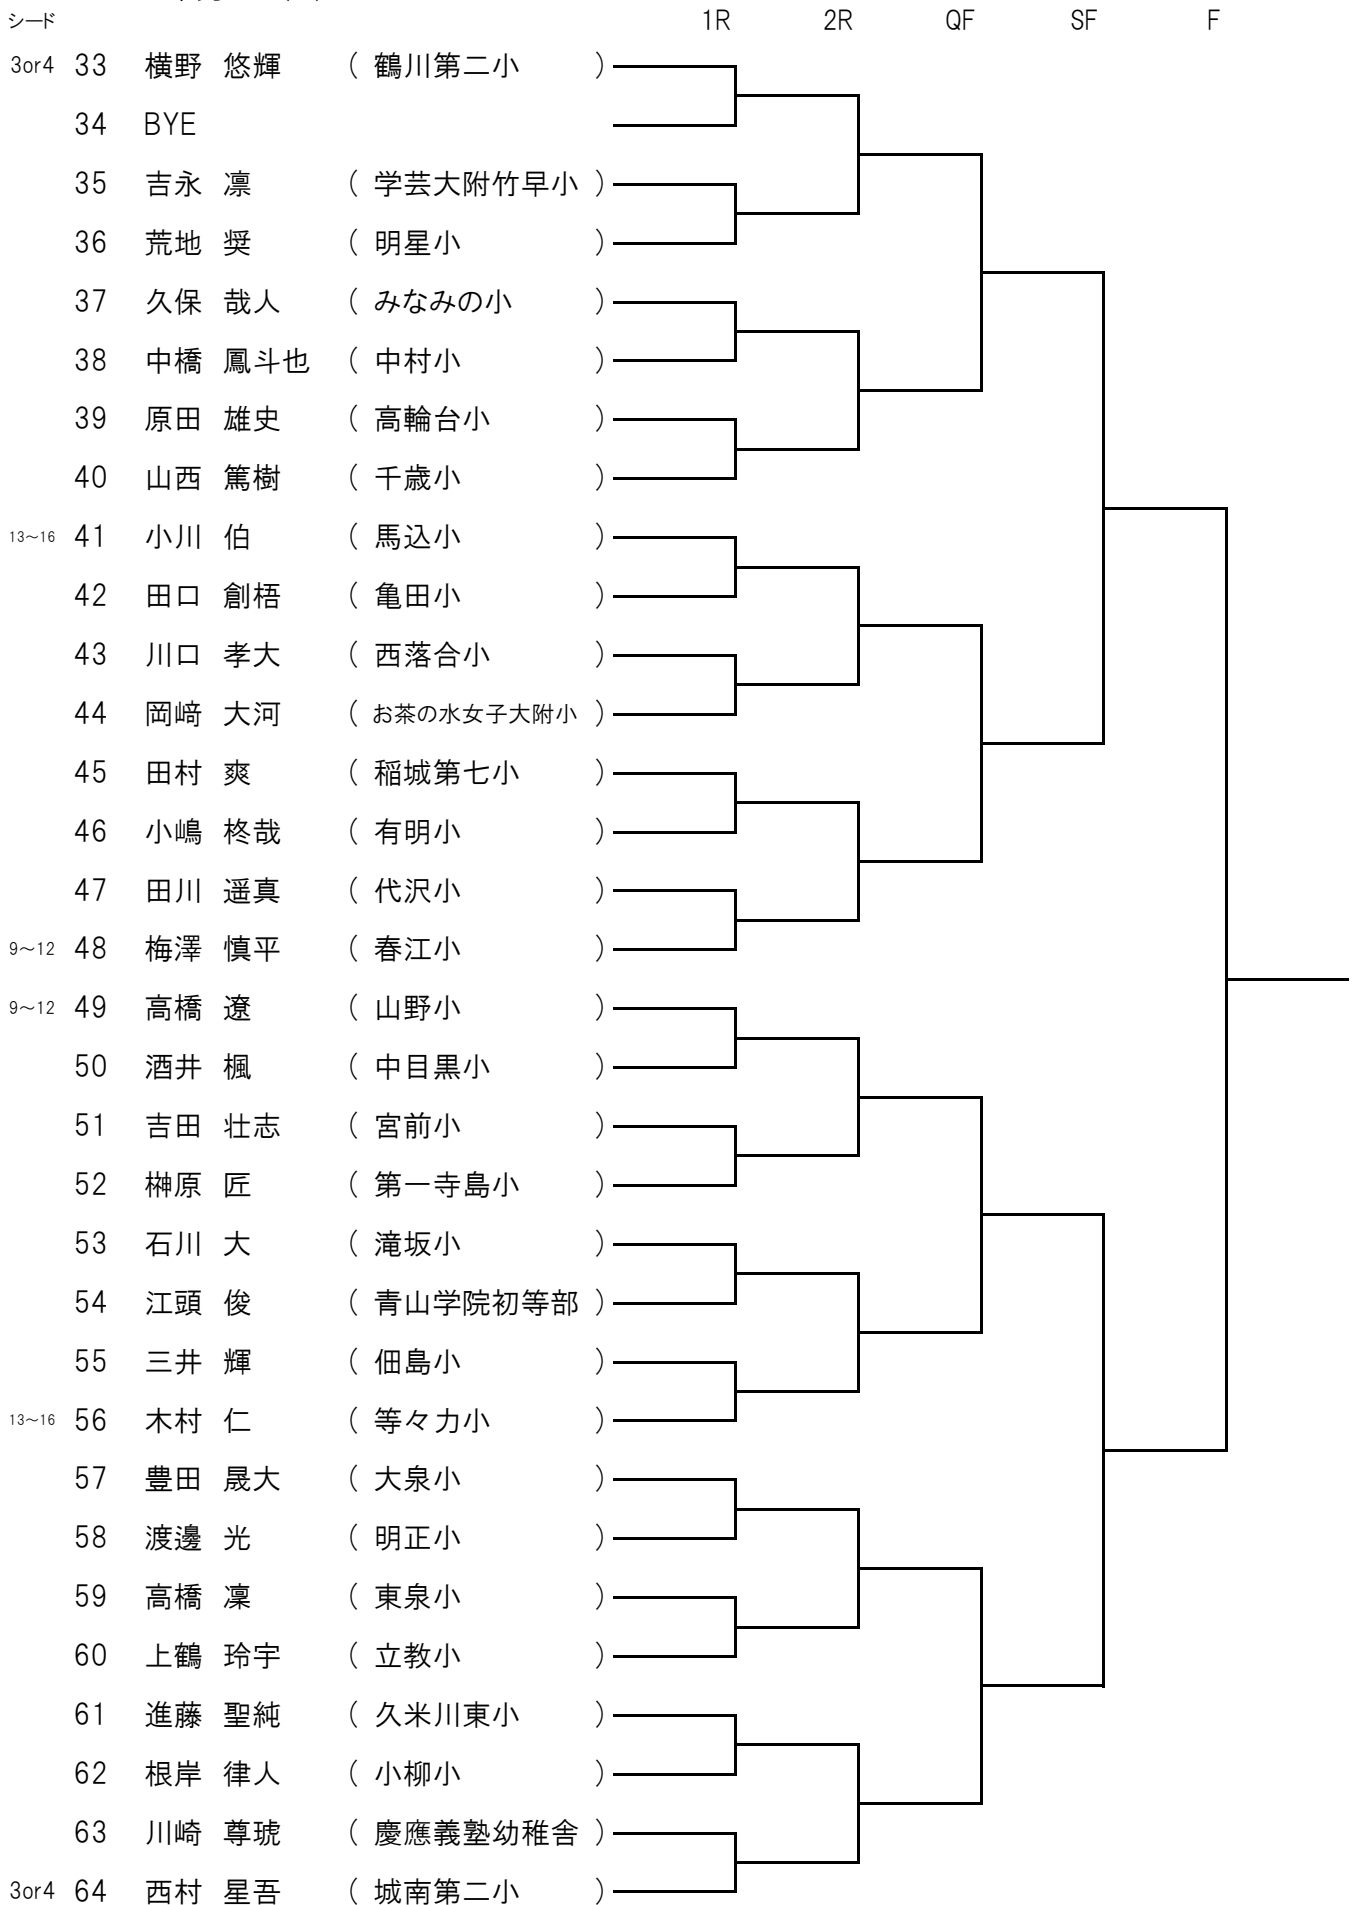 シード 1R 2R QF SF F
3or4 33 横野 悠輝 ( 鶴川第二小 )
34 BYE
35 吉永 凛 ( 学芸大附竹早小 )
36 荒地 奨 ( 明星小 )
37 久保 哉人 ( みなみの小 )
38 中橋 鳳斗也 ( 中村小 )
39 原田 雄史 ( 高輪台小 )
40 山西 篤樹 ( 千歳小 )
13～16 41 小川 伯 ( 馬込小 )
42 田口 創梧 ( 亀田小 )
43 川口 孝大 ( 西落合小 )
44 岡﨑 大河 ( お茶の水女子大附小 )
45 田村 爽 ( 稲城第七小 )
46 小嶋 柊哉 ( 有明小 )
47 田川 遥真 ( 代沢小 )
9～12 48 梅澤 慎平 ( 春江小 )
9～12 49 高橋 遼 ( 山野小 )
50 酒井 楓 ( 中目黒小 )
51 吉田 壮志 ( 宮前小 )
52 榊原 匠 ( 第一寺島小 )
53 石川 大 ( 滝坂小 )
54 江頭 俊 ( 青山学院初等部 )
55 三井 輝 ( 佃島小 )
13～16 56 木村 仁 ( 等々力小 )
57 豊田 晟大 ( 大泉小 )
58 渡邊 光 ( 明正小 )
59 高橋 凜 ( 東泉小 )
60 上鶴 玲宇 ( 立教小 )
61 進藤 聖純 ( 久米川東小 )
62 根岸 律人 ( 小柳小 )
63 川崎 尊琥 ( 慶應義塾幼稚舎 )
3or4 64 西村 星吾 ( 城南第二小 )